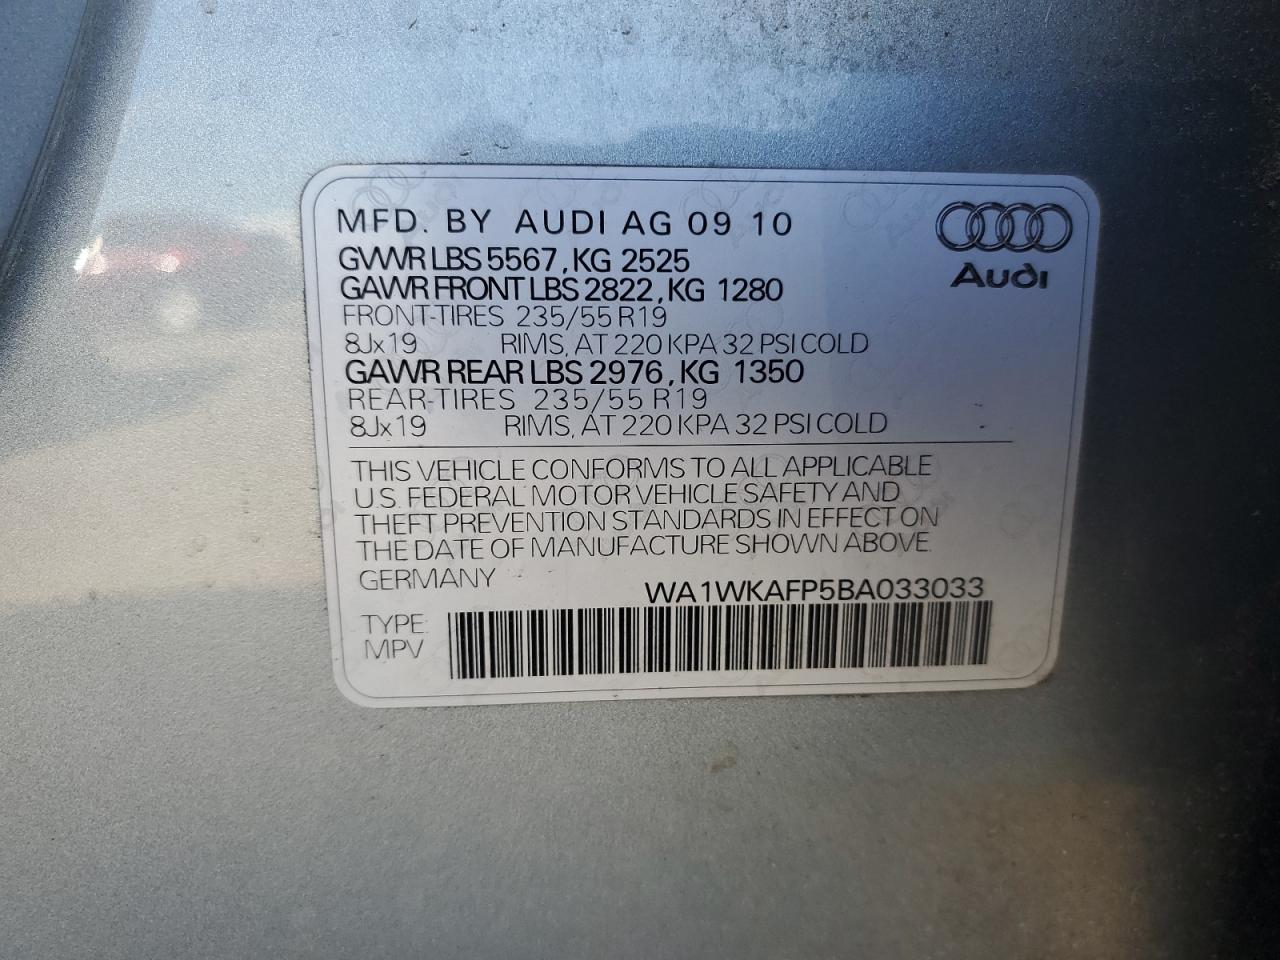 MFD. BY AUDI AG 09 10
GVWR LBS 5567, KG 2525
GAWR FRONT LBS 2822, KG 1280
FRONT-TIRES 235/55 R19
8Jx19 RIMS, AT 220 KPA 32 PSI COLD
GAWR REAR LBS 2976, KG 1350
REAR-TIRES 235/55 R19
8Jx19 RIMS, AT 220 KPA 32 PSI COLD
Audi
THIS VEHICLE CONFORMS TO ALL APPLICABLE
U.S. FEDERAL MOTOR VEHICLE SAFETY AND
THEFT PREVENTION STANDARDS IN EFFECT ON
THE DATE OF MANUFACTURE SHOWN ABOVE.
GERMANY WA1WKAFP5BA033033
TYPE:
MPV